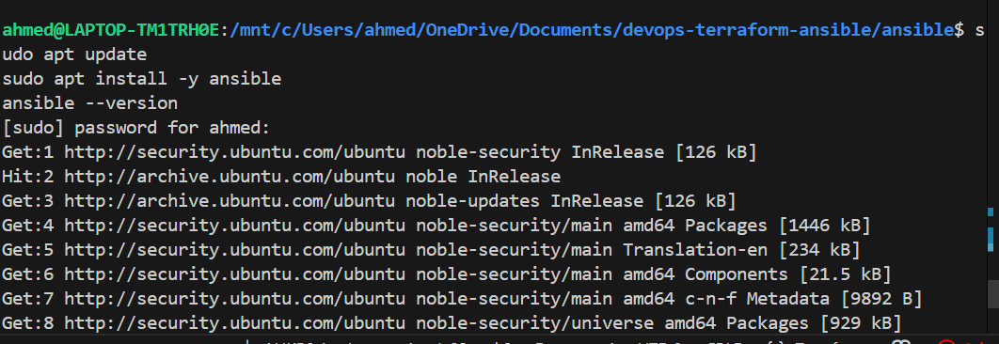 ahmed@LAPTOP-TM1TRH0E:/mnt/c/Users/ahmed/OneDrive/Documents/devops-terraform-ansible/ansible$ s
udo apt update
sudo apt install -y ansible
ansible --version
[sudo] password for ahmed:
Get:1 http://security.ubuntu.com/ubuntu noble-security InRelease [126 kB]
Hit:2 http://archive.ubuntu.com/ubuntu noble InRelease
Get:3 http://archive.ubuntu.com/ubuntu noble-updates InRelease [126 kB]
Get:4 http://security.ubuntu.com/ubuntu noble-security/main amd64 Packages [1446 kB]
Get:5 http://security.ubuntu.com/ubuntu noble-security/main Translation-en [234 kB]
Get:6 http://security.ubuntu.com/ubuntu noble-security/main amd64 Components [21.5 kB]
Get:7 http://security.ubuntu.com/ubuntu noble-security/main amd64 c-n-f Metadata [9892 B]
Get:8 http://security.ubuntu.com/ubuntu noble-security/universe amd64 Packages [929 kB]